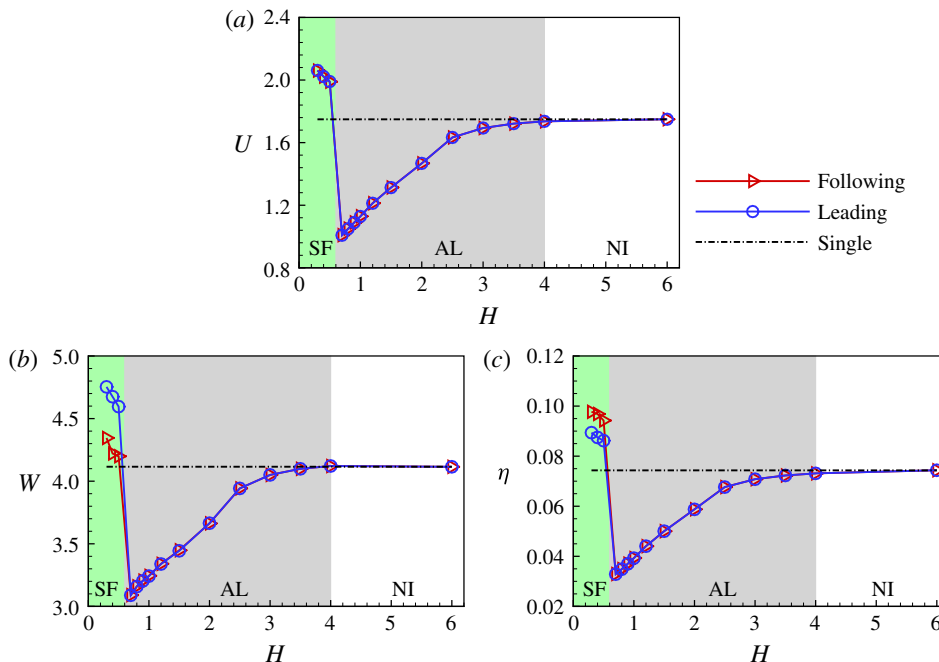 (a)
2.4
2.0
U
1.6
1.2
0.8
SF
AL
NI
0 1 2 3 4 5 6
H
Following
Leading
Single
(b)
5.0
4.5
W
4.0
3.5
3.0
SF
AL
NI
0 1 2 3 4 5 6
H
(c)
0.12
0.10
0.08
η
0.06
0.04
0.02
SF
AL
NI
0 1 2 3 4 5 6
H